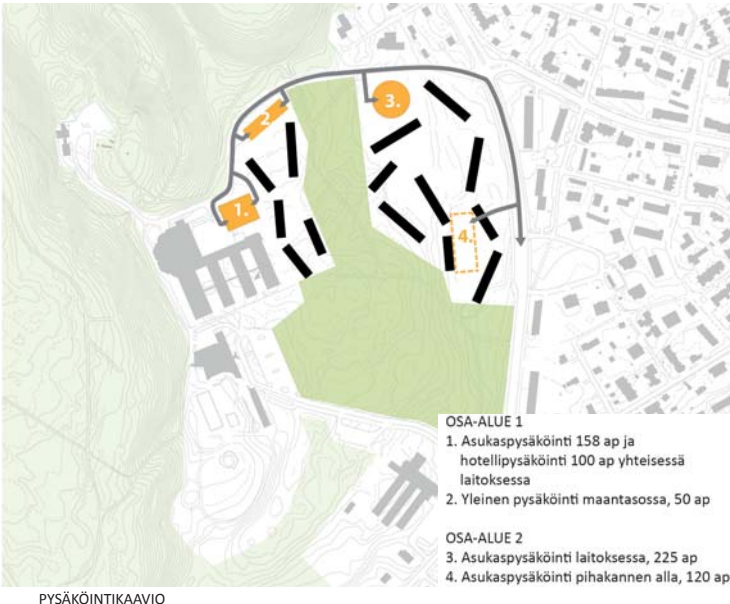 3.
2
1.
4.
OSA-ALUE 1
1. Asukaspysäköinti 158 ap ja
hotellipysäköinti 100 ap yhteisessä
laitoksessa
2. Yleinen pysäköinti maantasossa, 50 ap
OSA-ALUE 2
3. Asukaspysäköinti laitoksessa, 225 ap
4. Asukaspysäköinti pihakannen alla, 120 ap
PYSÄKÖINTIKAAVIO